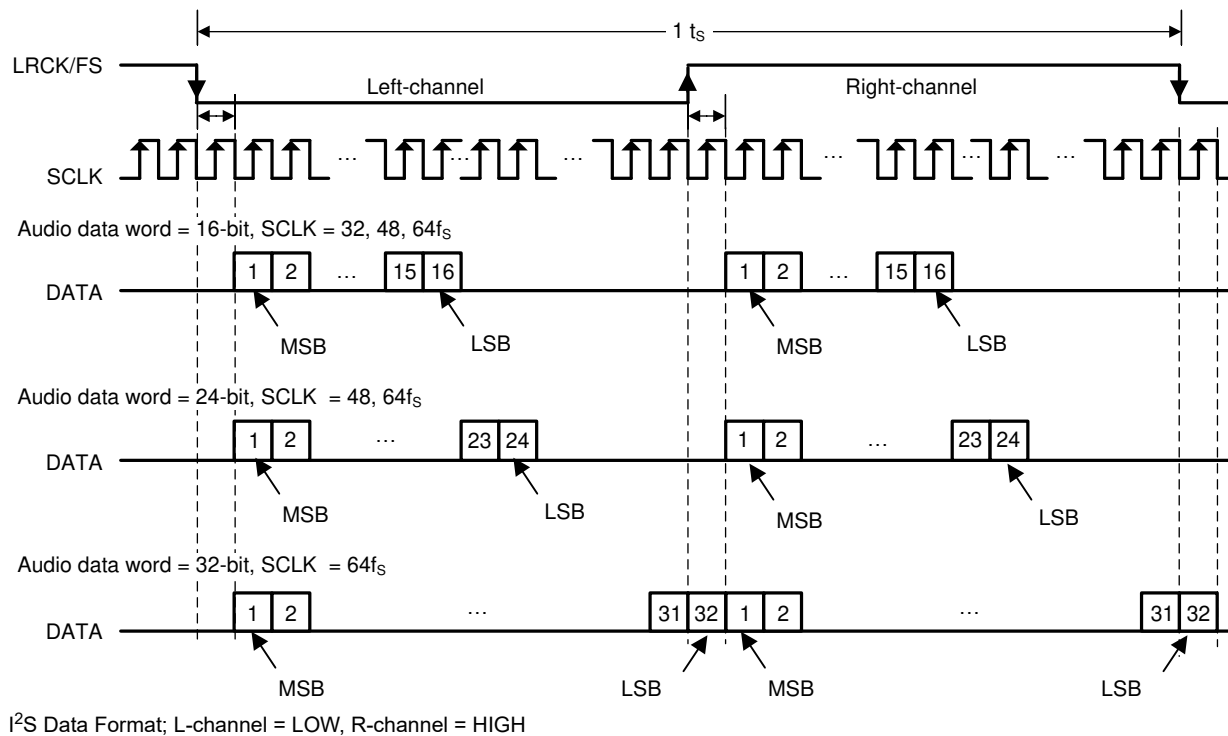 1 tS
LRCK/FS
Left-channel
Right-channel
... ... ... ... ... ...
SCLK
Audio data word = 16-bit, SCLK = 32, 48, 64fS
DATA
1 2 ... 15 16 1 2 ... 15 16
MSB LSB MSB LSB
Audio data word = 24-bit, SCLK = 48, 64fS
DATA
1 2 ... 23 24 1 2 ... 23 24
MSB LSB MSB LSB
Audio data word = 32-bit, SCLK = 64fS
DATA
1 2 ... 31 32 1 2 ... 31 32
MSB LSB MSB LSB
I2S Data Format; L-channel = LOW, R-channel = HIGH